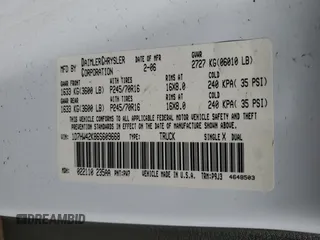 MFD BY DAIMLERCHRYSLER CORPORATION DATE OF MFR 2-06 GVWR 2727 KG(06010 LB)
GAWR FRONT WITH TIRES RIMS AT COLD
1633 KG(3600 LB) P245/70R16 16X8.0 240 KPA( 35 PSI)
GAWR REAR WITH TIRES RIMS AT COLD
1633 KG(3600 LB) P245/70R16 16X8.0 240 KPA( 35 PSI)
THIS VEHICLE CONFORMS TO ALL APPLICABLE FEDERAL MOTOR VEHICLE SAFETY AND THEFT PREVENTION STANDARDS IN EFFECT ON THE DATE OF MANUFACTURE SHOWN ABOVE.
TYPE: TRUCK SINGLE X DUAL
VEHICLE MADE IN U.S.A.
PNT:PW7
4648503